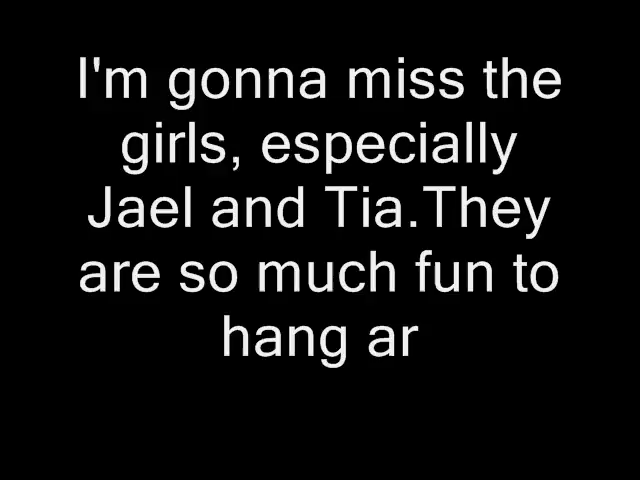 I'm gonna miss the
girls, especially
Jael and Tia.They
are so much fun to
hang ar